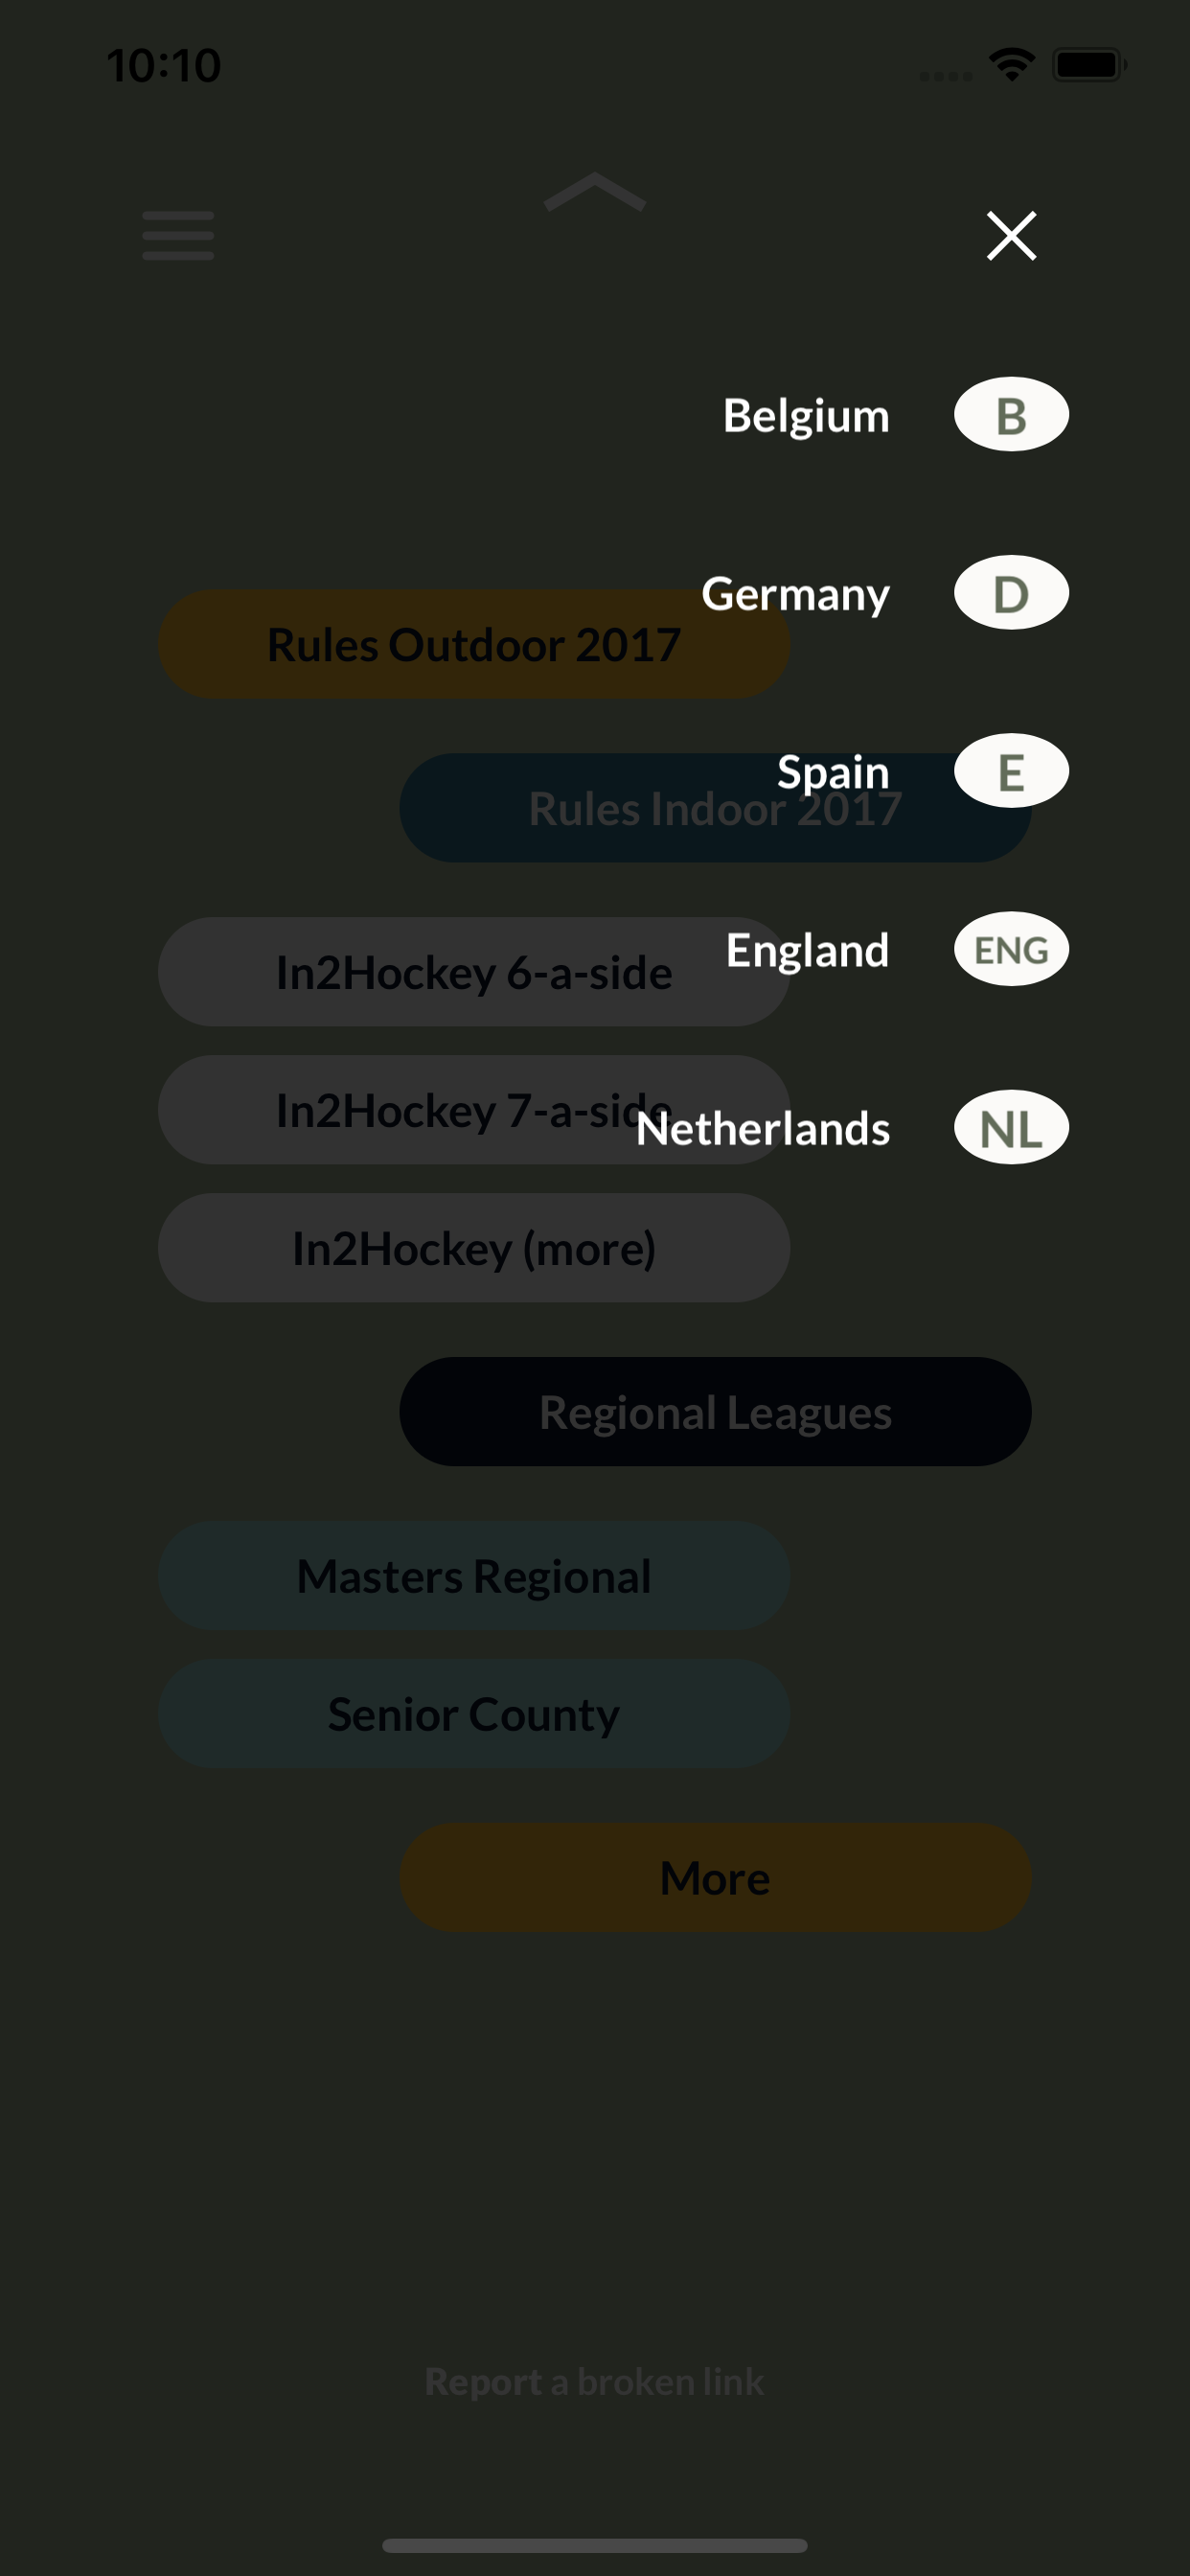 10:10
Belgium B
Germany D
Rules Outdoor 2017
Spain E
Rules Indoor 2017
England ENG
In2Hockey 6-a-side
In2Hockey 7-a-side
Netherlands NL
In2Hockey (more)
Regional Leagues
Masters Regional
Senior County
More
Report a broken link